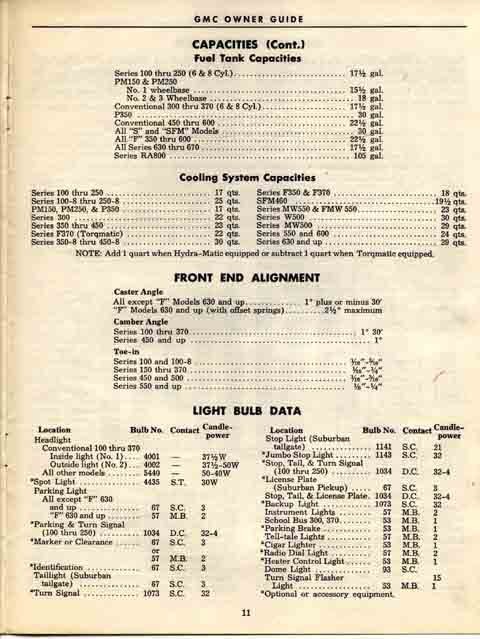 GMC OWNER GUIDE
CAPACITIES (Cont.)
Fuel Tank Capacities
Series 100 thru 250 (6 & 8 Cyl.) 17½ gal.
PM150 & PM250
No. 1 wheelbase 15½ gal.
No. 2 & 3 Wheelbase 18 gal.
Conventional 300 thru 370 (6 & 8 Cyl.) 17½ gal.
P350 30 gal.
Conventional 450 thru 600 22½ gal.
All "S" and "SFM" Models 30 gal.
All "F" 350 thru 600 22½ gal.
All Series 630 thru 670 17½ gal.
Series RA800 105 gal.
Cooling System Capacities
Series 100 thru 250 17 qts.
Series 100-8 thru 250-8 25 qts.
PM150, PM250, & P350 17 qts.
Series 300 22 qts.
Series 350 thru 450 23 qts.
Series F370 (Torqmatic) 22 qts.
Series 350-8 thru 450-8 30 qts.
Series F350 & F370 18 qts.
SFM460 19½ qts.
Series MW550 & FMW 550 23 qts.
Series W500 30 qts.
Series MW500 29 qts.
Series 550 and 600 24 qts.
Series 630 and up 29 qts.
NOTE: Add 1 quart when Hydra-Matic equipped or subtract 1 quart when Torqmatic equipped.
FRONT END ALIGNMENT
Caster Angle
All except "F" Models 630 and up 1° plus or minus 30'
"F" Models 630 and up (with offset springs) 2½° maximum
Camber Angle
Series 100 thru 370 1° 30'
Series 450 and up 1°
Toe-in
Series 100 and 100-8
Series 150 thru 370
Series 450 and 500
Series 550 and up
LIGHT BULB DATA
Location Bulb No. Contact Candle-power
Headlight
Conventional 100 thru 370
Inside light (No. 1) 4001 — 37½W
Outside light (No. 2) 4002 — 37½-50W
All other models 5440 — 50-40W
*Spot Light 4435 S.T. 30W
Parking Light
All except "F" 630
and up 67 S.C. 3
"F" 630 and up 57 M.B. 2
*Parking & Turn Signal
(100 thru 250) 1034 D.C. 32-4
*Marker or Clearance 67 S.C. 3
or
57 M.B. 2
*Identification 67 S.C. 3
Taillight (Suburban
tailgate) 67 S.C. 3
*Turn Signal 1073 S.C. 32
Location Bulb No. Contact Candle-power
Stop Light (Suburban
tailgate) 1141 S.C. 21
*Jumbo Stop Light 1143 S.C. 32
*Stop, Tail, & Turn Signal
(100 thru 250) 1034 D.C. 32-4
*License Plate
(Suburban Pickup) 67 S.C. 3
Stop, Tail, & License Plate 1034 D.C. 32-4
*Backup Light 1073 S.C. 32
Instrument Lights 57 M.B. 2
School Bus 300, 370 53 M.B. 1
*Parking Brake 53 M.B. 1
Tell-tale Lights 57 M.B. 2
*Cigar Lighter 53 M.B. 1
*Radio Dial Light 57 M.B. 2
*Heater Control Light 53 M.B. 1
Dome Light 93 S.C.
Turn Signal Flasher 15
Light 53 M.B. 1
*Optional or accessory equipment.
11